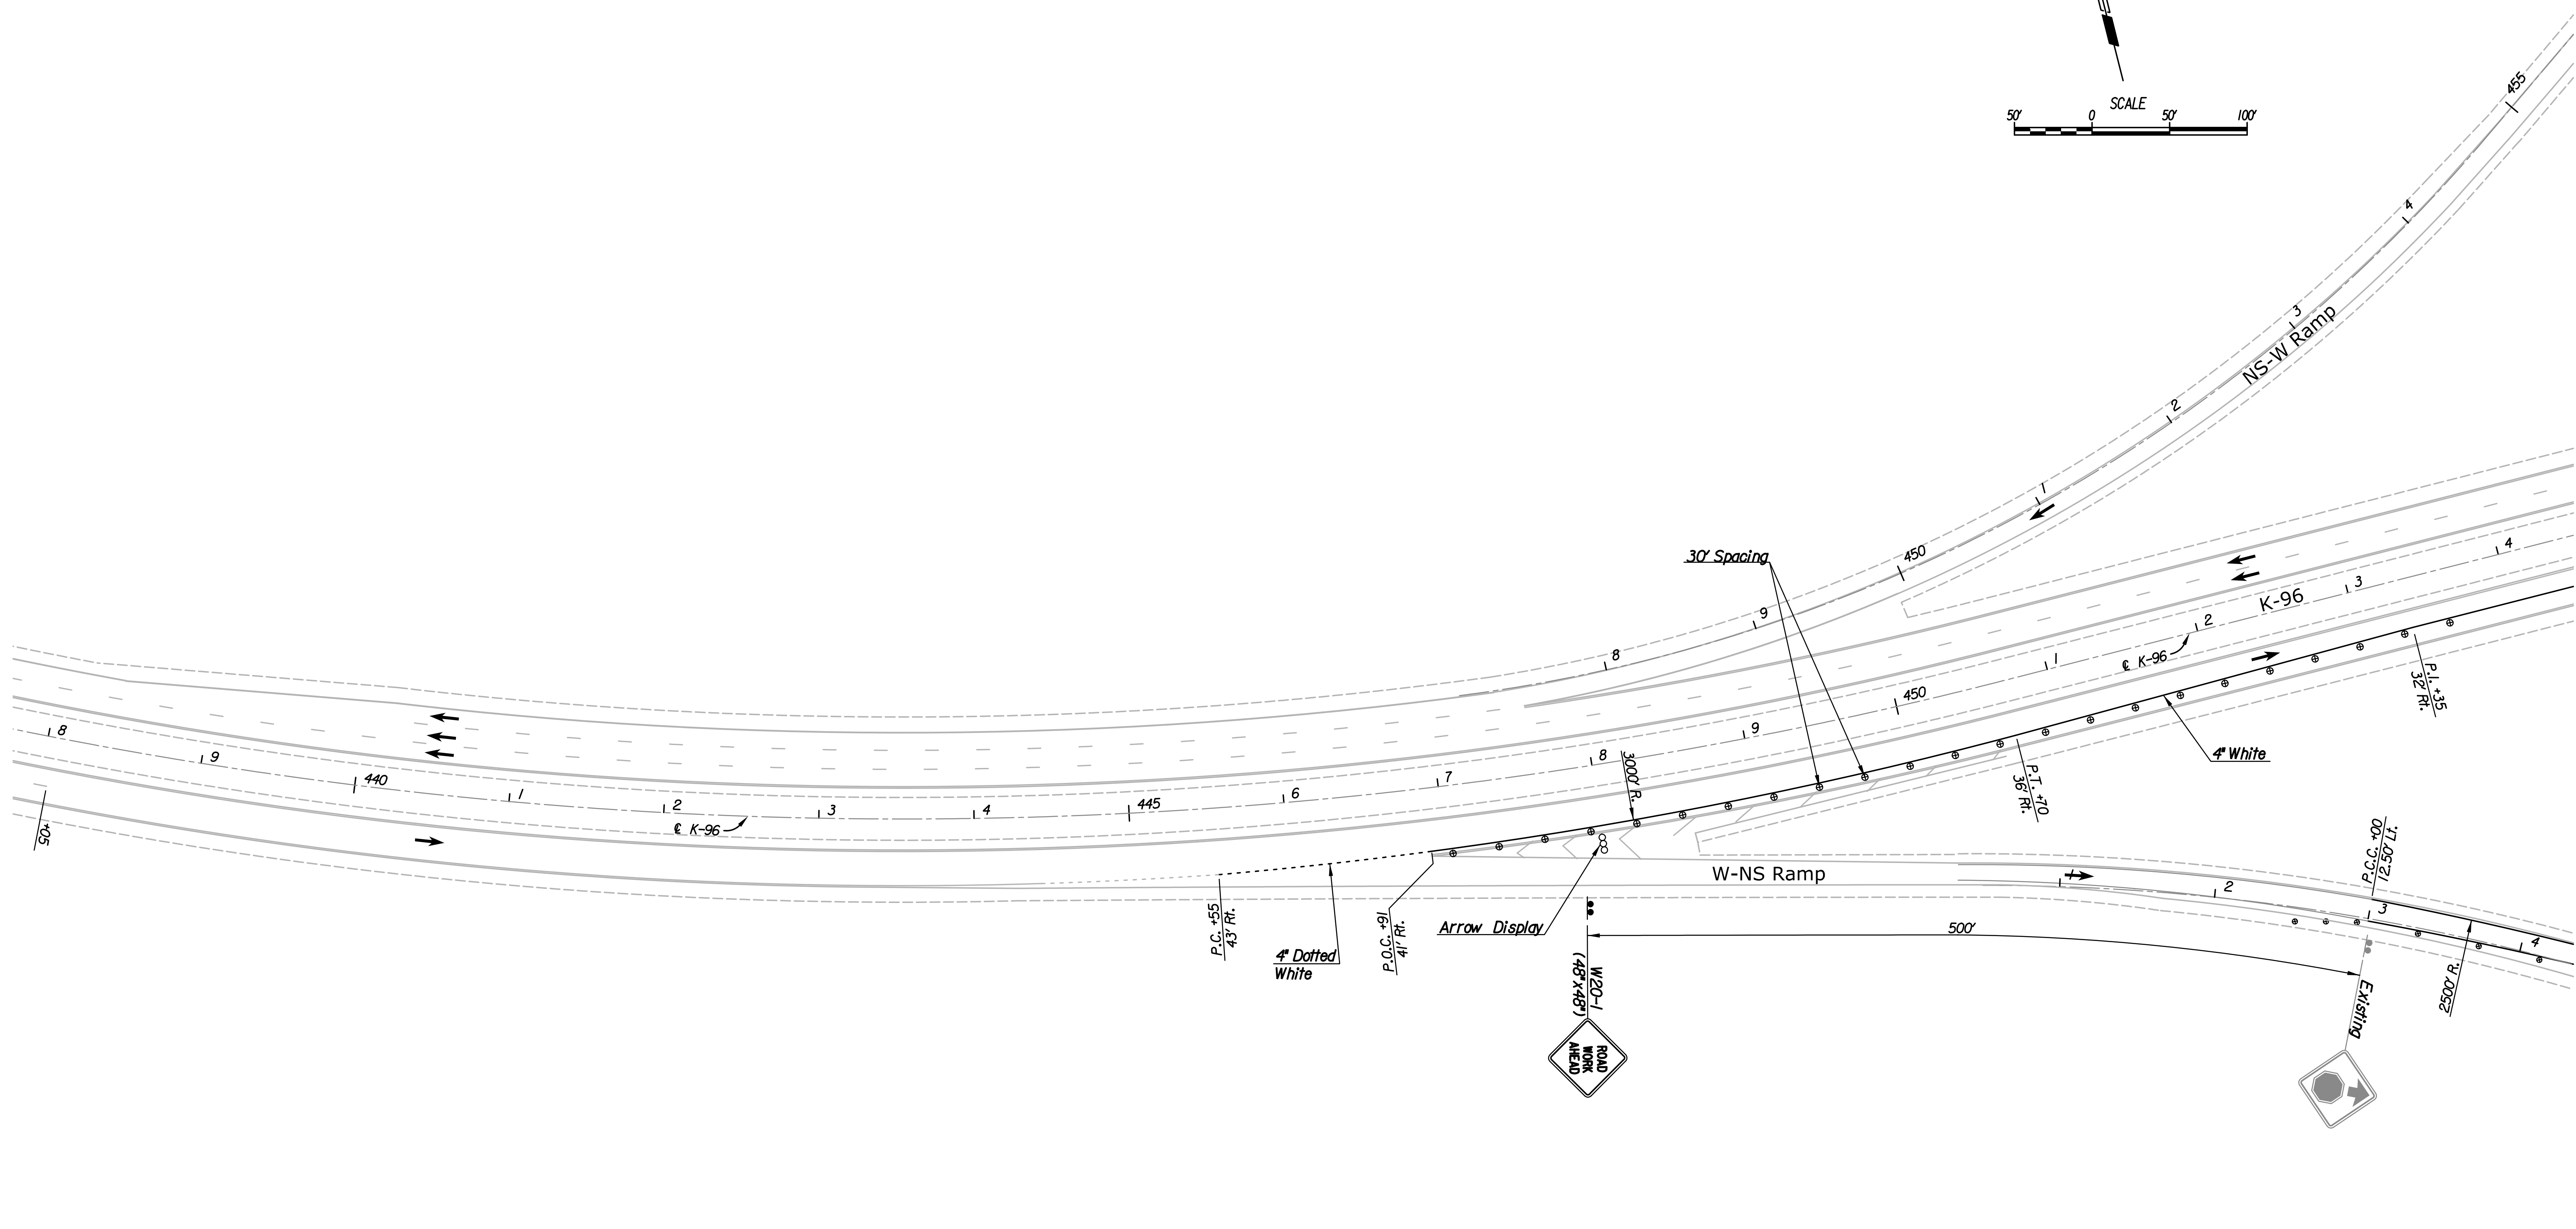 SCALE
50' 0 50' 100'
455
4
3
NS-W Ramp
2
1
450
9
8
30' Spacing
4
3
K-96
2
℄ K-96
1
450
9
8
3000' R.
7
6
445
4
3
℄ K-96
2
1
440
9
8
+05
P.I. +35
32' Rt.
4" White
P.T. +70
36' Rt.
P.C.C. +00
12.50' Lt.
W-NS Ramp
1
2
3
4
P.C. +55
43' Rt.
4" Dotted
White
P.O.C. +91
41' Rt.
Arrow Display
500'
W20-1
(48"x48")
ROAD
WORK
AHEAD
Existing
2500' R.